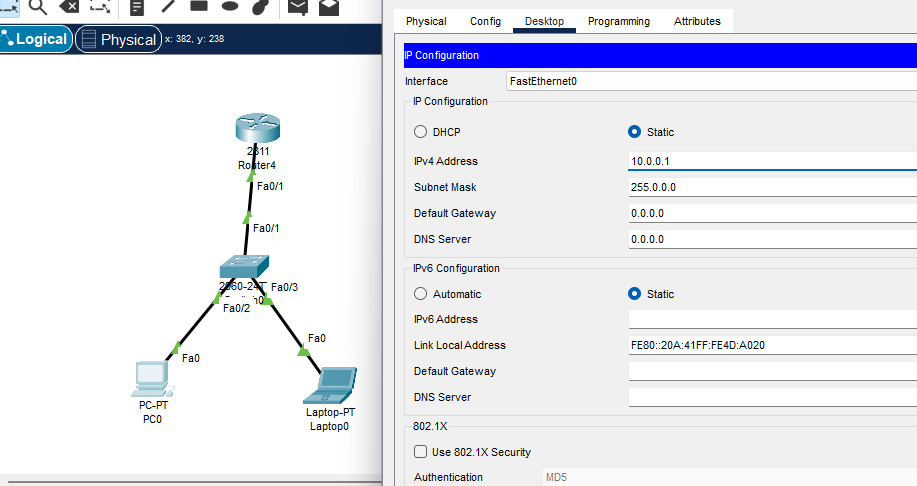 Logical
Physical
x: 382, y: 238
2811
Router4
Fa0/1
Fa0/1
Fa0/3
Fa0/2
Fa0
Fa0
PC-PT
PC0
Laptop-PT
Laptop0
Physical Config Desktop Programming Attributes
IP Configuration
Interface FastEthernet0
IP Configuration
DHCP Static
IPv4 Address 10.0.0.1
Subnet Mask 255.0.0.0
Default Gateway 0.0.0.0
DNS Server 0.0.0.0
IPv6 Configuration
Automatic Static
IPv6 Address
Link Local Address FE80::20A:41FF:FE4D:A020
Default Gateway
DNS Server
802.1X
Use 802.1X Security
Authentication MD5